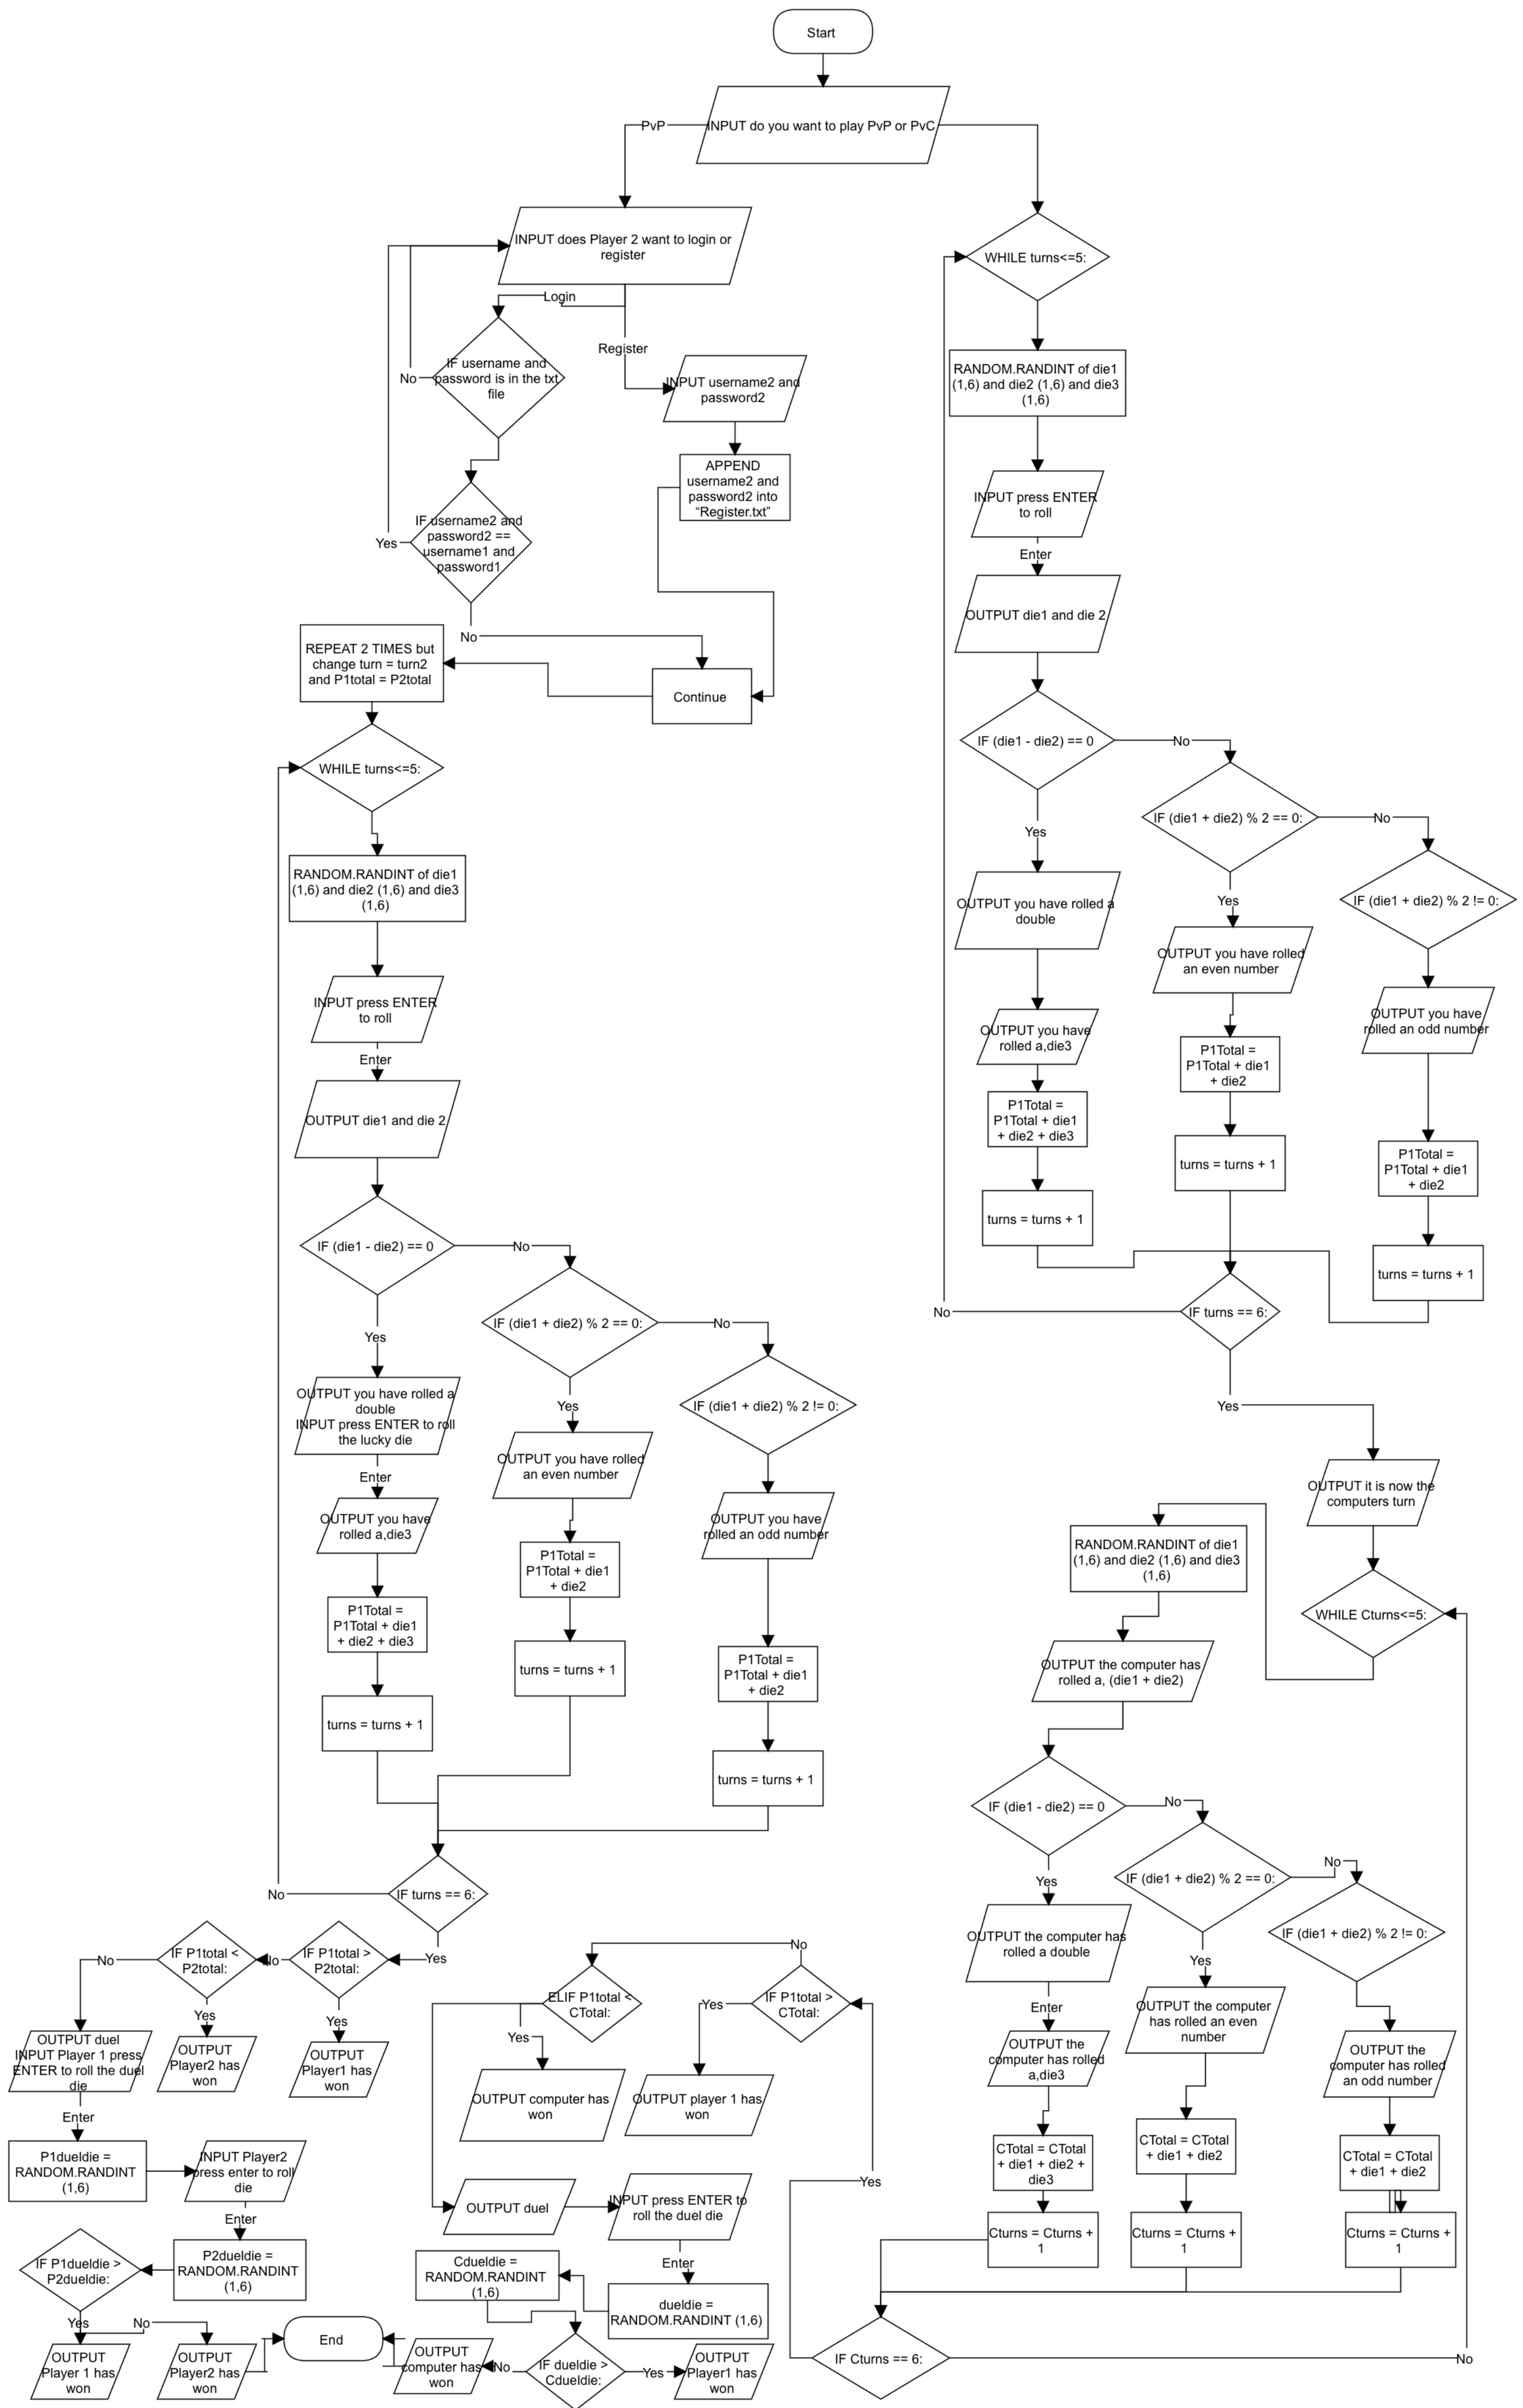 Start
INPUT do you want to play PvP or PvC
PvP
INPUT does Player 2 want to login or
register
Login
Register
IF username and
password is in the txt
file
No
INPUT username2 and
password2
APPEND
username2 and
password2 into
“Register.txt”
IF username2 and
password2 ==
username1 and
password1
Yes
No
Continue
REPEAT 2 TIMES but
change turn = turn2
and P1total = P2total
WHILE turns<=5:
RANDOM.RANDINT of die1
(1,6) and die2 (1,6) and die3
(1,6)
INPUT press ENTER
to roll
Enter
OUTPUT die1 and die 2
IF (die1 - die2) == 0
No
IF (die1 + die2) % 2 == 0:
No
IF (die1 + die2) % 2 != 0:
Yes
OUTPUT you have rolled a
double
INPUT press ENTER to roll
the lucky die
Enter
OUTPUT you have
rolled a,die3
P1Total =
P1Total + die1
+ die2 + die3
turns = turns + 1
Yes
OUTPUT you have rolled
an even number
P1Total =
P1Total + die1
+ die2
turns = turns + 1
OUTPUT you have
rolled an odd number
P1Total =
P1Total + die1
+ die2
turns = turns + 1
IF turns == 6:
No
Yes
IF P1total >
P2total:
No
IF P1total <
P2total:
No
Yes
OUTPUT
Player1 has
won
Yes
OUTPUT
Player2 has
won
OUTPUT duel
INPUT Player 1 press
ENTER to roll the duel
die
Enter
P1dueldie =
RANDOM.RANDINT
(1,6)
INPUT Player2
press enter to roll
die
Enter
P2dueldie =
RANDOM.RANDINT
(1,6)
IF P1dueldie >
P2dueldie:
Yes
No
OUTPUT
Player 1 has
won
OUTPUT
Player2 has
won
End
WHILE turns<=5:
RANDOM.RANDINT of die1
(1,6) and die2 (1,6) and die3
(1,6)
INPUT press ENTER
to roll
Enter
OUTPUT die1 and die 2
IF (die1 - die2) == 0
No
IF (die1 + die2) % 2 == 0:
No
IF (die1 + die2) % 2 != 0:
Yes
OUTPUT you have rolled a
double
OUTPUT you have
rolled a,die3
P1Total =
P1Total + die1
+ die2 + die3
turns = turns + 1
Yes
OUTPUT you have rolled
an even number
P1Total =
P1Total + die1
+ die2
turns = turns + 1
OUTPUT you have
rolled an odd number
P1Total =
P1Total + die1
+ die2
turns = turns + 1
IF turns == 6:
No
Yes
OUTPUT it is now the
computers turn
WHILE Cturns<=5:
RANDOM.RANDINT of die1
(1,6) and die2 (1,6) and die3
(1,6)
OUTPUT the computer has
rolled a, (die1 + die2)
IF (die1 - die2) == 0
No
IF (die1 + die2) % 2 == 0:
No
IF (die1 + die2) % 2 != 0:
Yes
OUTPUT the computer has
rolled a double
Enter
OUTPUT the
computer has rolled
a,die3
CTotal = CTotal
+ die1 + die2 +
die3
Cturns = Cturns +
1
Yes
OUTPUT the computer
has rolled an even
number
CTotal = CTotal
+ die1 + die2
Cturns = Cturns +
1
OUTPUT the
computer has rolled
an odd number
CTotal = CTotal
+ die1 + die2
Cturns = Cturns +
1
IF Cturns == 6:
No
Yes
IF P1total >
CTotal:
No
Yes
OUTPUT player 1 has
won
ELIF P1total <
CTotal:
Yes
OUTPUT computer has
won
OUTPUT duel
INPUT press ENTER to
roll the duel die
Enter
dueldie =
RANDOM.RANDINT (1,6)
Cdueldie =
RANDOM.RANDINT
(1,6)
IF dueldie >
Cdueldie:
No
Yes
OUTPUT
computer has
won
OUTPUT
Player1 has
won